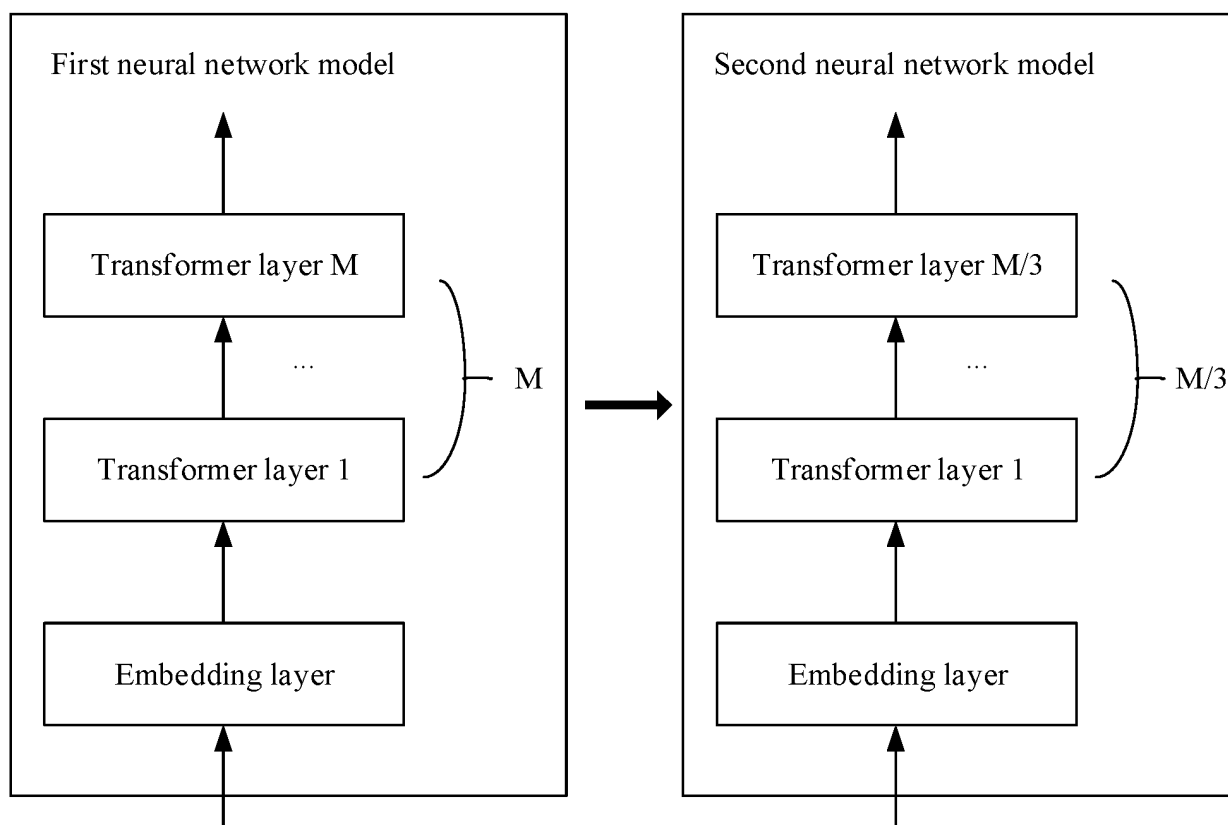 First neural network model
Transformer layer M
...
M
Transformer layer 1
Embedding layer
Second neural network model
Transformer layer M/3
...
M/3
Transformer layer 1
Embedding layer